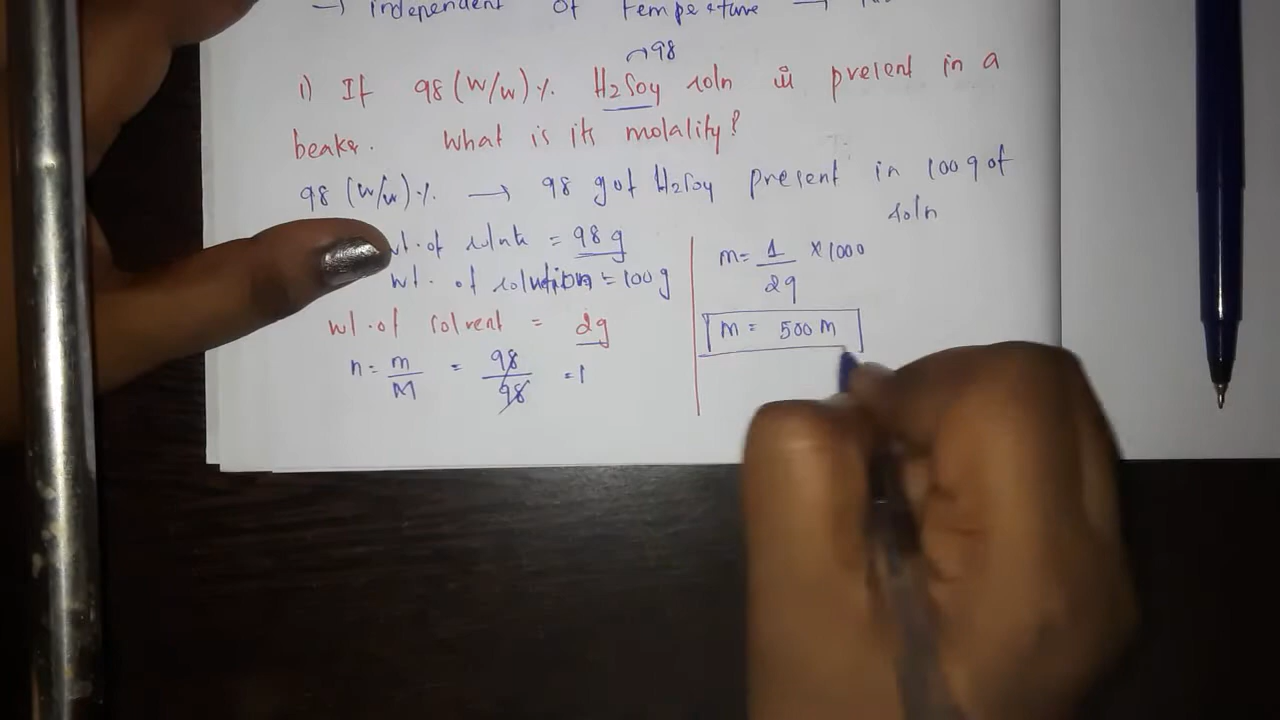 → independent of temperature →
→98
i) If 98 (w/w) %. H2SO4 soln is present in a
beaker. What is its molality?
98 (w/w) %. → 98 g of H2SO4 present in 100 g of
soln
wt. of solute = 98 g
wt. of solution = 100 g
wt. of solvent = 2g
n = m/M = 98/98 = 1
m = 1/2g × 1000
m = 500 m